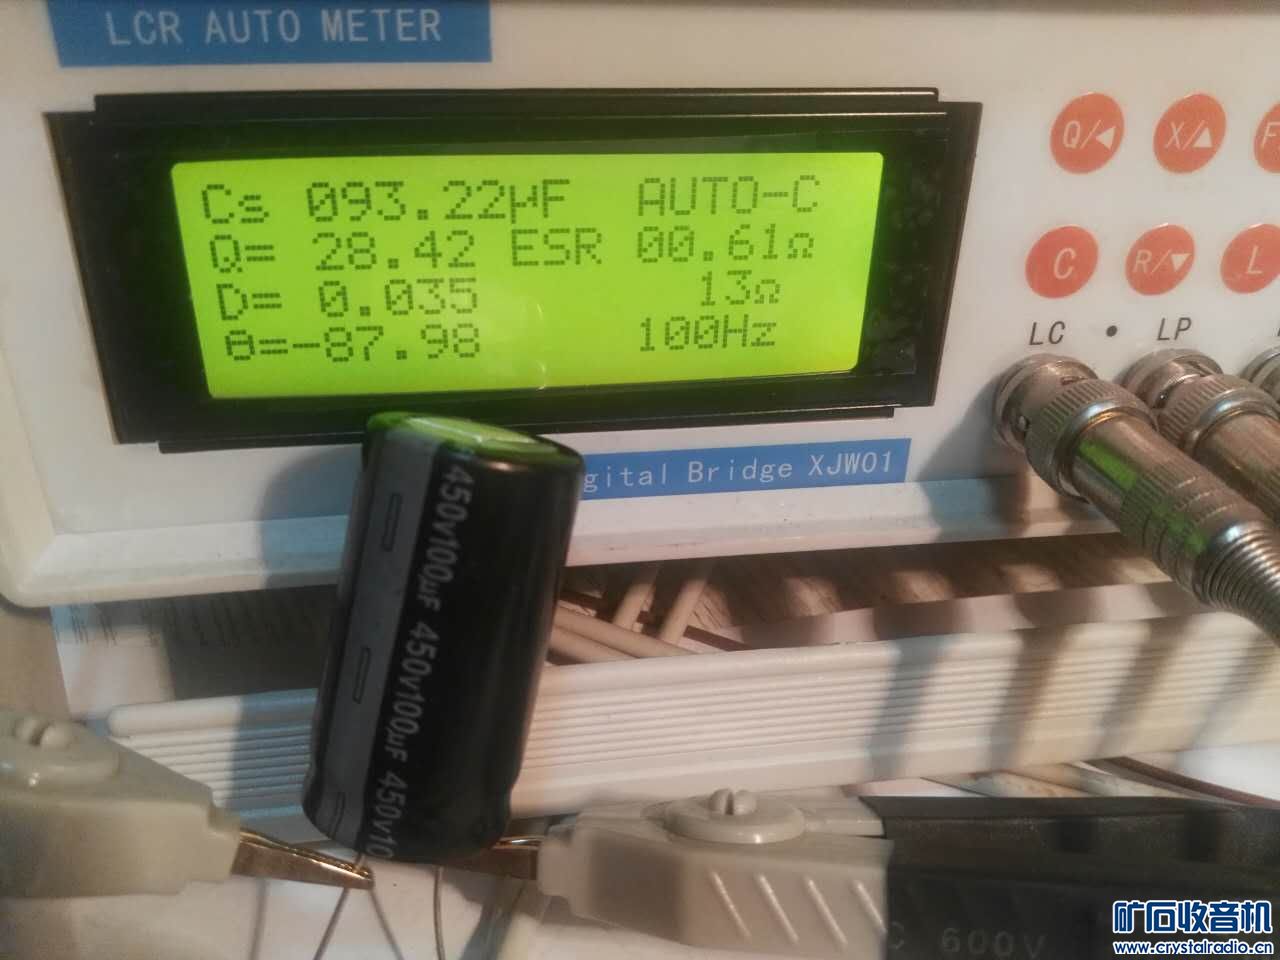 LCR AUTO METER
Cs 093.22µF AUTO-C
Q= 28.42 ESR 00.61Ω
D= 0.035 13Ω
θ=-87.98 100Hz
Q/◄
X/▲
F
C
R/▼
L
LC • LP
gital Bridge XJW01
450v100µF 450v100µF 450v10
C 600V
矿石收音机
www.crystalradio.cn